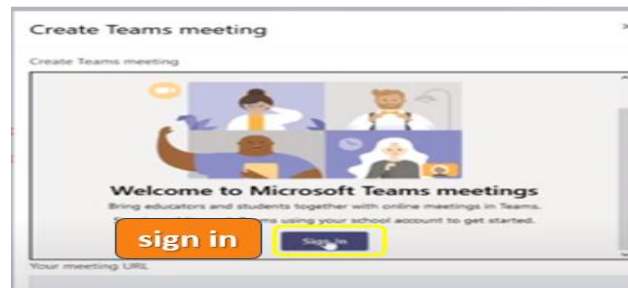 Create Teams meeting
Create Teams meeting
Welcome to Microsoft Teams meetings
Bring educators and students together with online meetings in Teams.
using your school account to get started.
sign in
Sign in
Your meeting URL